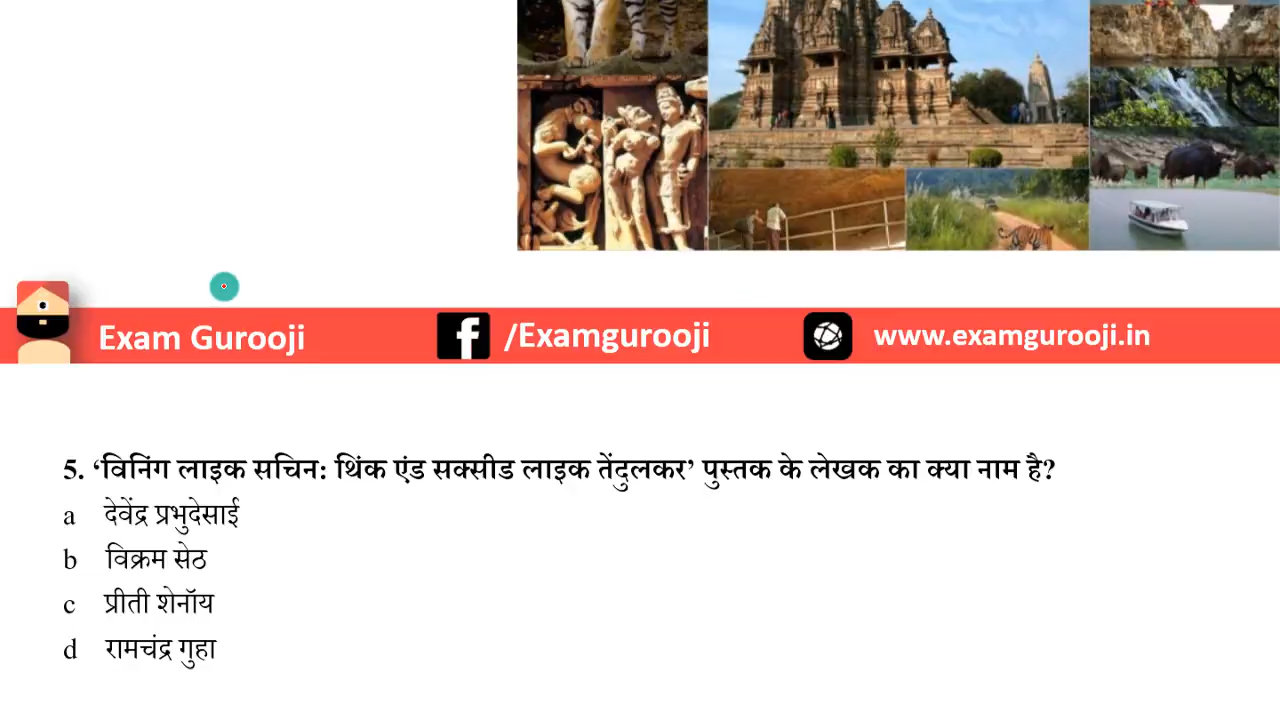 Exam Gurooji
/Examgurooji
www.examgurooji.in
5. ‘विनिंग लाइक सचिन: थिंक एंड सक्सीड लाइक तेंदुलकर’ पुस्तक के लेखक का क्या नाम है?
a देवेंद्र प्रभुदेसाई
b विक्रम सेठ
c प्रीती शेनॉय
d रामचंद्र गुहा